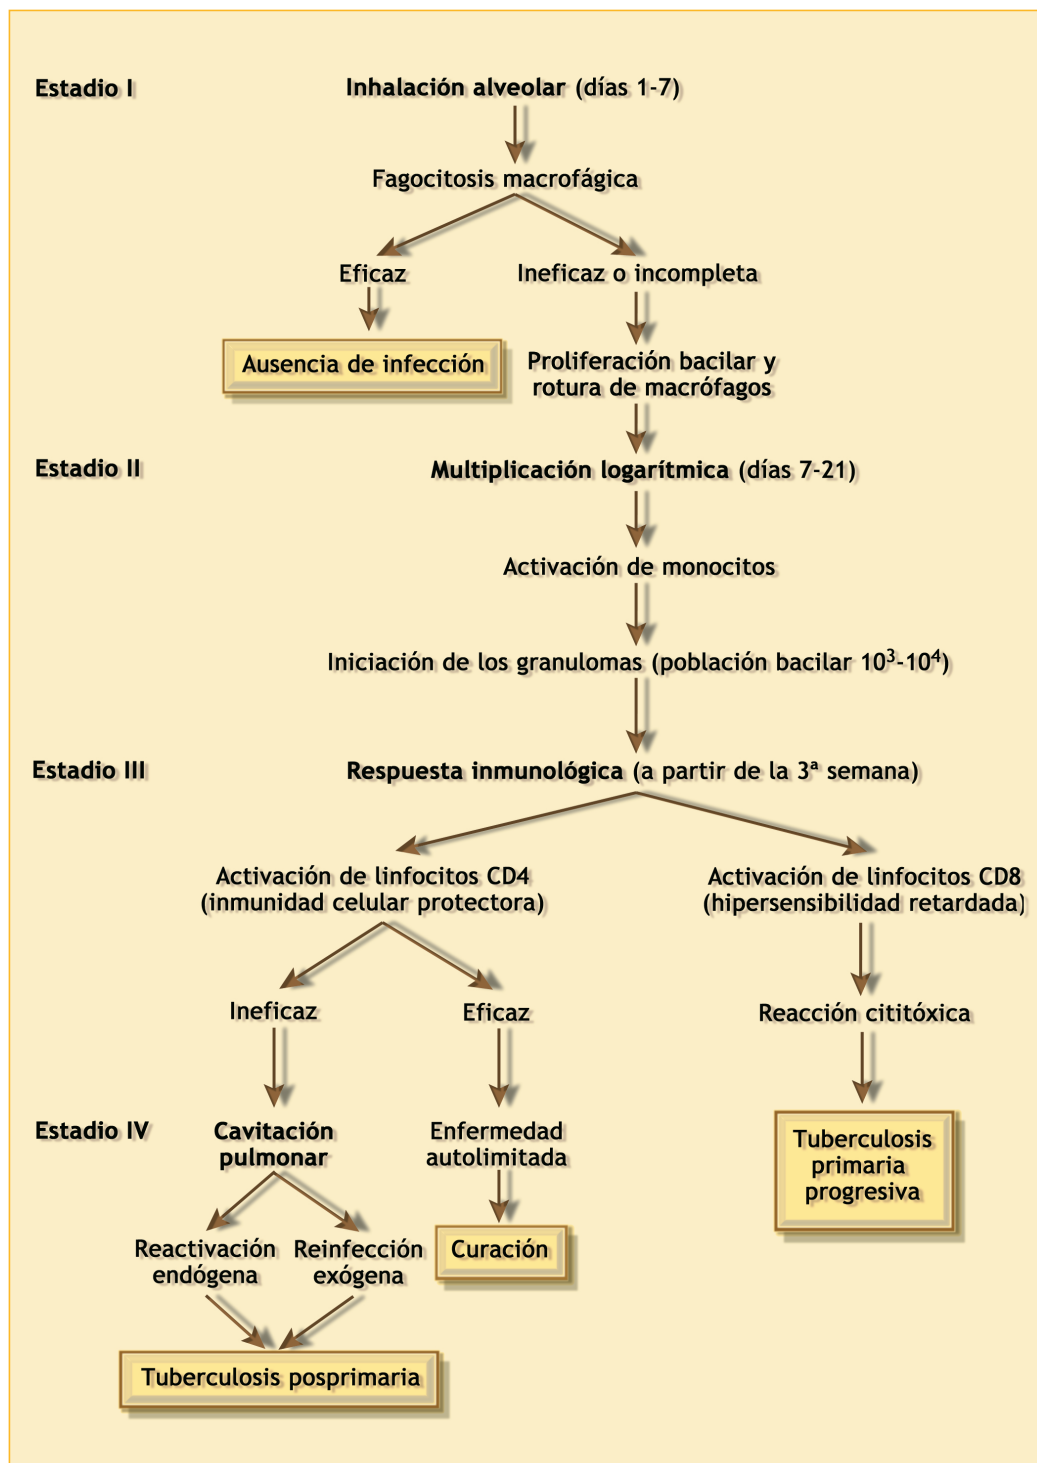 Estadio I
Inhalación alveolar (días 1-7)
Fagocitosis macrofágica
Eficaz
Ineficaz o incompleta
Ausencia de infección
Proliferación bacilar y
rotura de macrófagos
Estadio II
Multiplicación logarítmica (días 7-21)
Activación de monocitos
Iniciación de los granulomas (población bacilar 10³-10⁴)
Estadio III
Respuesta inmunológica (a partir de la 3ª semana)
Activación de linfocitos CD4
(inmunidad celular protectora)
Activación de linfocitos CD8
(hipersensibilidad retardada)
Ineficaz
Eficaz
Reacción cititóxica
Estadio IV
Cavitación
pulmonar
Enfermedad
autolimitada
Tuberculosis
primaria
progresiva
Reactivación
endógena
Reinfección
exógena
Curación
Tuberculosis posprimaria